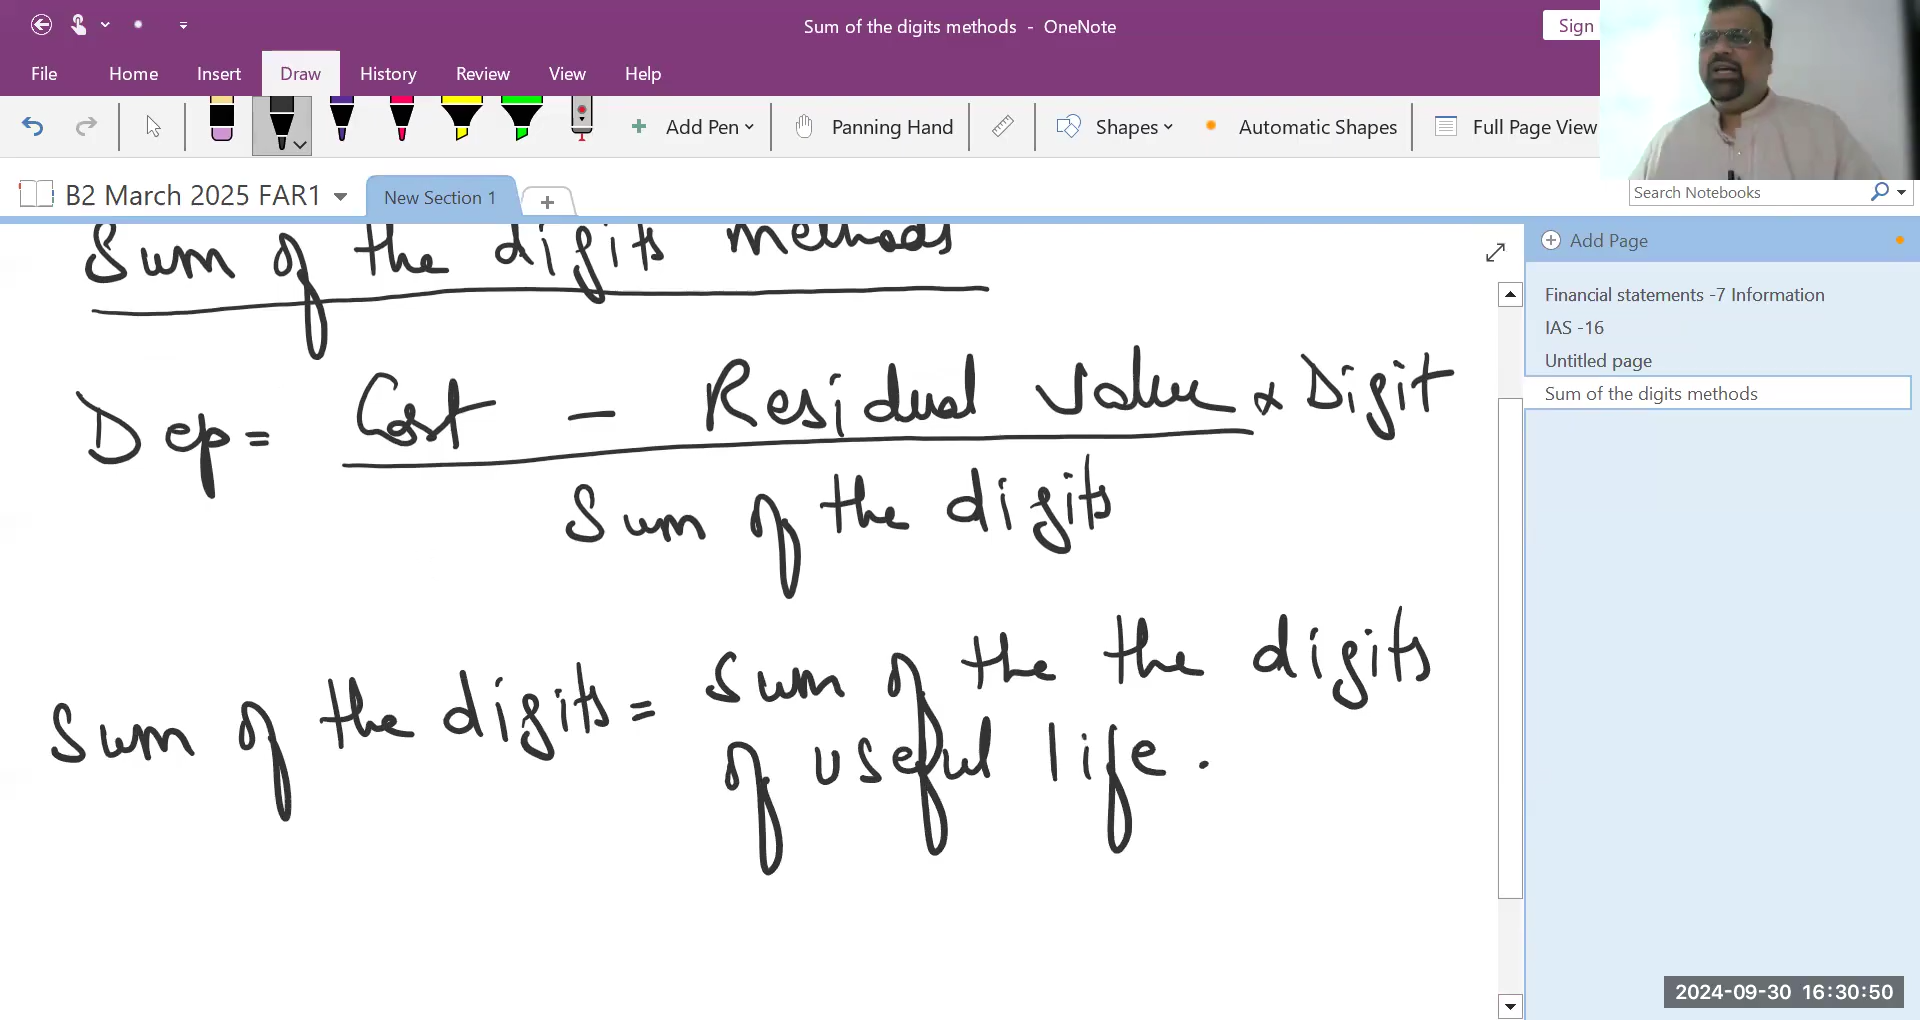 Sum of the digits methods - OneNote
Sign
File Home Insert Draw History Review View Help
Add Pen Panning Hand Shapes Automatic Shapes Full Page View
B2 March 2025 FAR1 New Section 1
Search Notebooks
Add Page
Financial statements -7 Information
IAS -16
Untitled page
Sum of the digits methods
Sum of the digits methods
Dep = Cost - Residual value x Digit
Sum of the digits
Sum of the digits = Sum of the the digits
of useful life.
2024-09-30 16:30:50